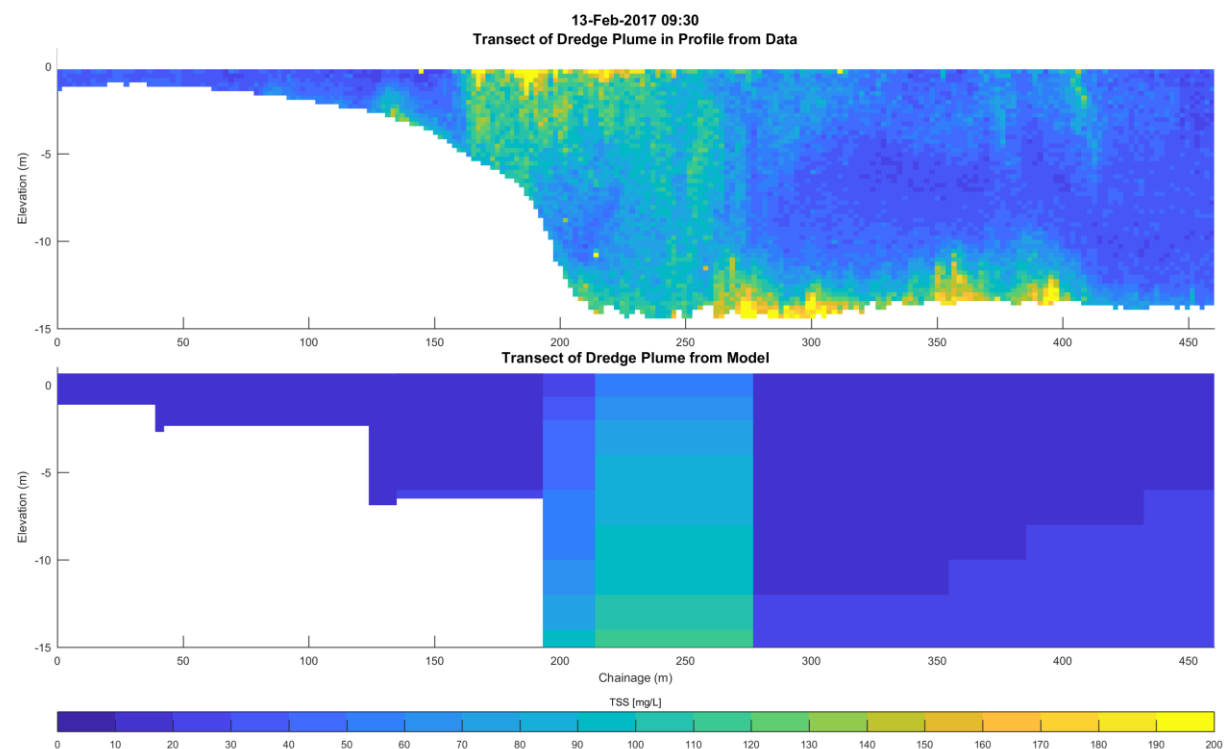 13-Feb-2017 09:30
Transect of Dredge Plume in Profile from Data
Elevation (m)
0
-5
-10
-15
0 50 100 150 200 250 300 350 400 450
Transect of Dredge Plume from Model
Elevation (m)
0
-5
-10
-15
0 50 100 150 200 250 300 350 400 450
Chainage (m)
TSS [mg/L]
0 10 20 30 40 50 60 70 80 90 100 110 120 130 140 150 160 170 180 190 200